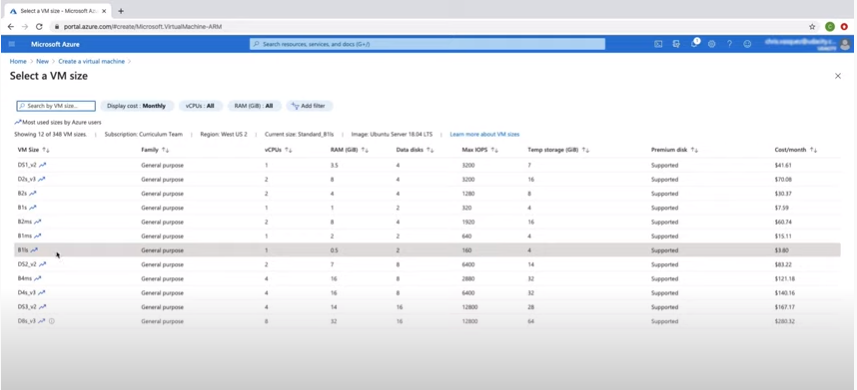 Select a VM size - Microsoft Az
portal.azure.com/#create/Microsoft.VirtualMachine-ARM
Microsoft Azure
Search resources, services, and docs (G+/)
Home > New > Create a virtual machine >
Select a VM size
Search by VM size...
Display cost : Monthly
vCPUs : All
RAM (GiB) : All
Add filter
Most used sizes by Azure users
Showing 12 of 348 VM sizes. | Subscription: Curriculum Team | Region: West US 2 | Current size: Standard_B1ls | Image: Ubuntu Server 18.04 LTS | Learn more about VM sizes
VM Size Family vCPUs RAM (GiB) Data disks Max IOPS Temp storage (GiB) Premium disk Cost/month
DS1_v2 General purpose 1 3.5 4 3200 7 Supported $41.61
D2s_v3 General purpose 2 8 4 3200 16 Supported $70.08
B2s General purpose 2 4 4 1280 8 Supported $30.37
B1s General purpose 1 1 2 320 4 Supported $7.59
B2ms General purpose 2 8 4 1920 16 Supported $60.74
B1ms General purpose 1 2 2 640 4 Supported $15.11
B1ls General purpose 1 0.5 2 160 4 Supported $3.80
DS2_v2 General purpose 2 7 8 6400 14 Supported $83.22
B4ms General purpose 4 16 8 2880 32 Supported $121.18
D4s_v3 General purpose 4 16 8 6400 32 Supported $140.16
DS3_v2 General purpose 4 14 16 12800 28 Supported $167.17
D8s_v3 General purpose 8 32 16 12800 64 Supported $280.32